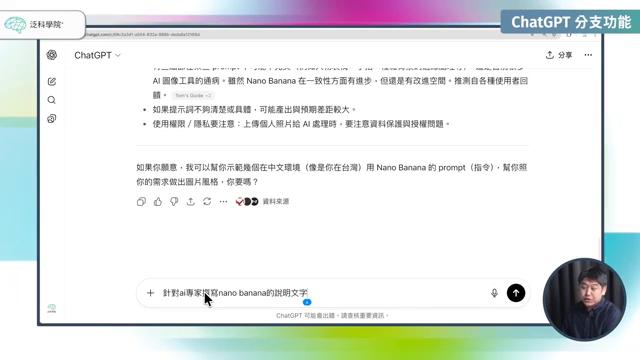 泛科學院
ChatGPT 分支功能
ChatGPT
分享
AI 圖像工具的通病。雖然 Nano Banana 在一致性方面有進步，但還是有改進空間。推測自各種使用者回
饋。 Tom's Guide +2
• 如果提示詞不夠清楚或具體，可能產出與預期差距較大。
• 使用權限 / 隱私要注意：上傳個人照片給 AI 處理時，要注意資料保護與授權問題。
如果你願意，我可以幫你示範幾個在中文環境（像是你在台灣）用 Nano Banana 的 prompt（指令），幫你照
你的需求做出圖片風格，你要嗎？
資料來源
針對ai專家撰寫nano banana的說明文字
ChatGPT 可能會出錯。請查核重要資訊。